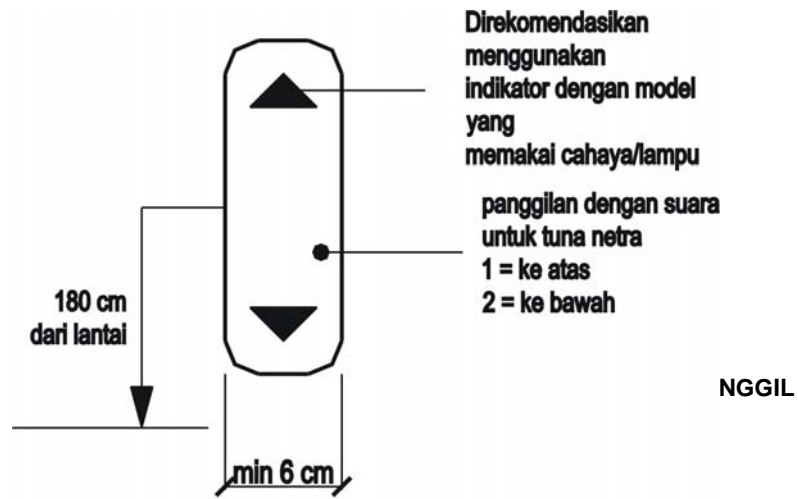 Direkomendasikan
menggunakan
indikator dengan model
yang
memakai cahaya/lampu
panggilan dengan suara
untuk tuna netra
1 = ke atas
2 = ke bawah
180 cm
dari lantai
NGGIL
min 6 cm